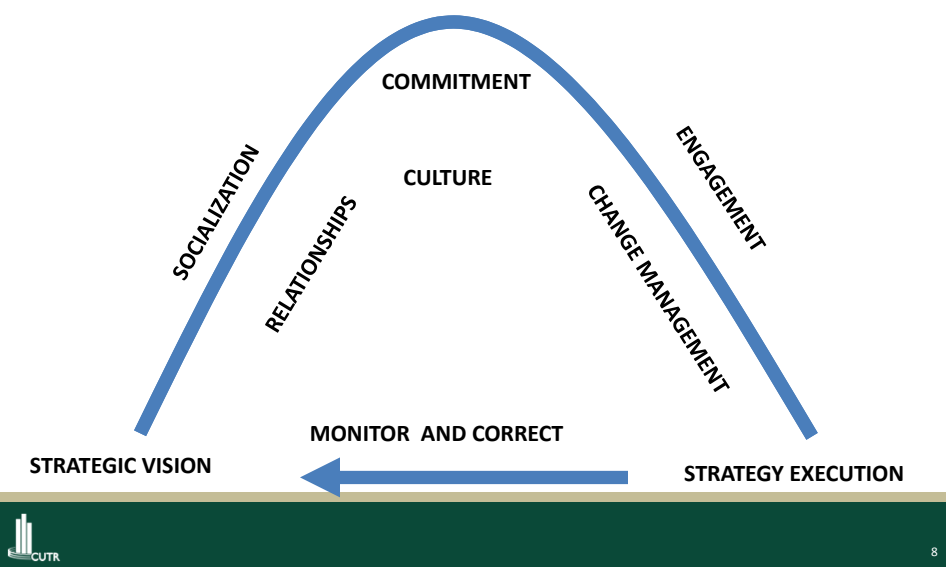 COMMITMENT
CULTURE
SOCIALIZATION
RELATIONSHIPS
ENGAGEMENT
CHANGE MANAGEMENT
MONITOR AND CORRECT
STRATEGIC VISION
STRATEGY EXECUTION
CUTR
8